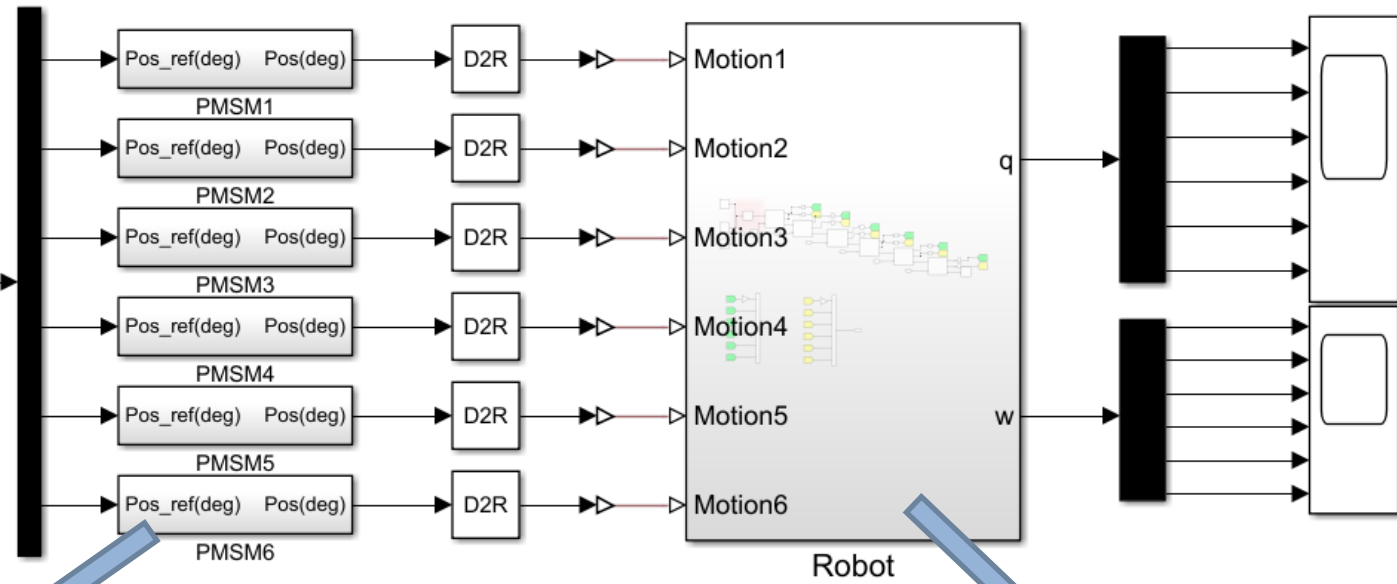 Pos_ref(deg) Pos(deg) D2R Motion1
PMSM1
Pos_ref(deg) Pos(deg) D2R Motion2 q
PMSM2
Pos_ref(deg) Pos(deg) D2R Motion3
PMSM3
Pos_ref(deg) Pos(deg) D2R Motion4
PMSM4
Pos_ref(deg) Pos(deg) D2R Motion5 w
PMSM5
Pos_ref(deg) Pos(deg) D2R Motion6
PMSM6
Robot